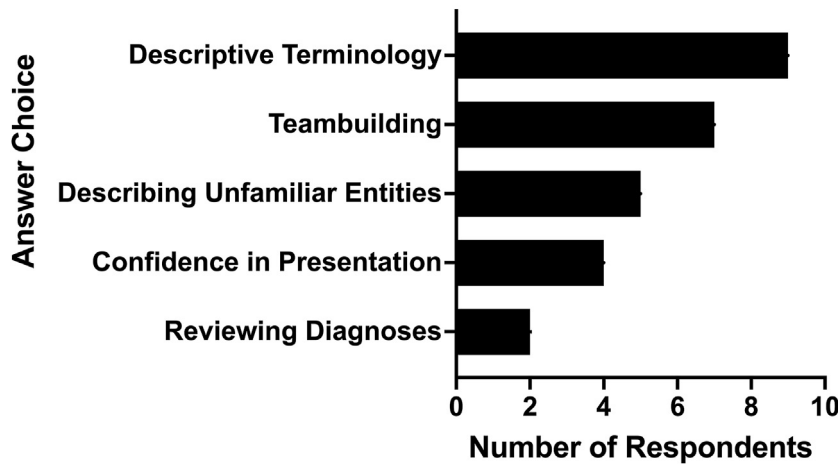 Answer Choice
Descriptive Terminology
Teambuilding
Describing Unfamiliar Entities
Confidence in Presentation
Reviewing Diagnoses
0 2 4 6 8 10
Number of Respondents